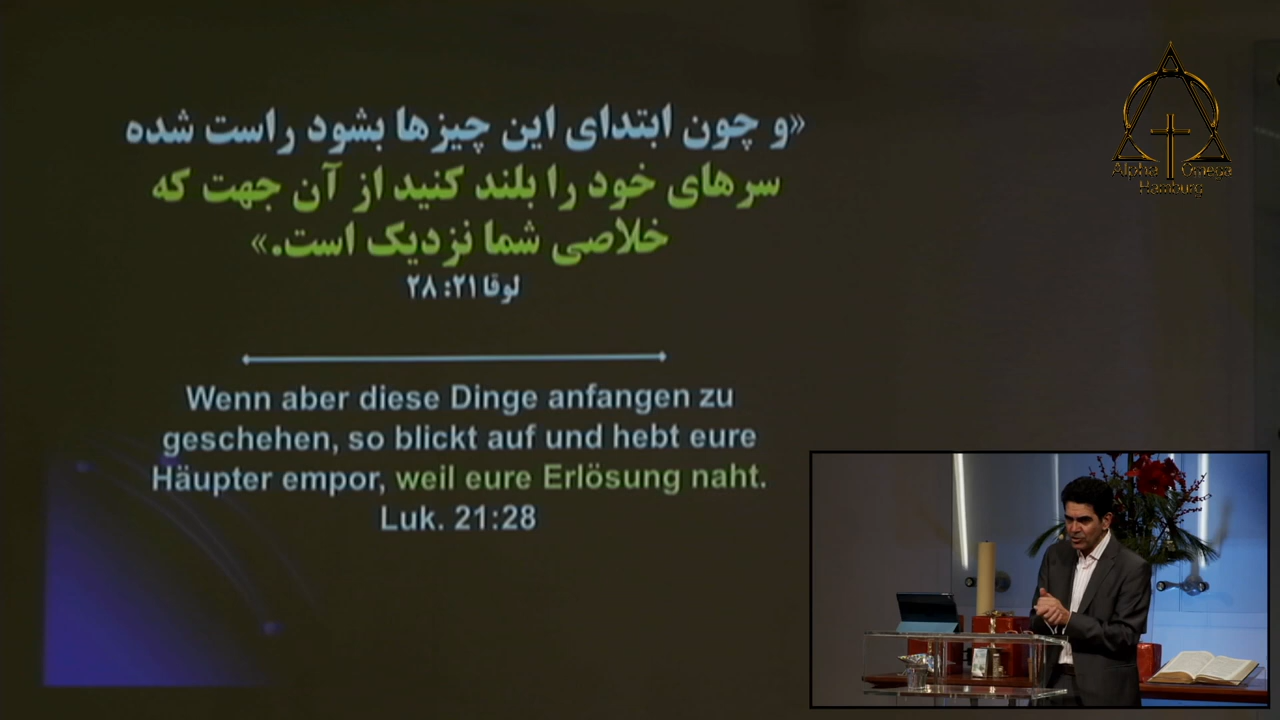 «و چون ابتدای این چیزها بشود راست شده
سرهای خود را بلند کنید از آن جهت که
خلاصی شما نزدیک است.»
لوقا ۲۱: ۲۸
Wenn aber diese Dinge anfangen zu
geschehen, so blickt auf und hebt eure
Häupter empor, weil eure Erlösung naht.
Luk. 21:28
Alpha Omega
Hamburg